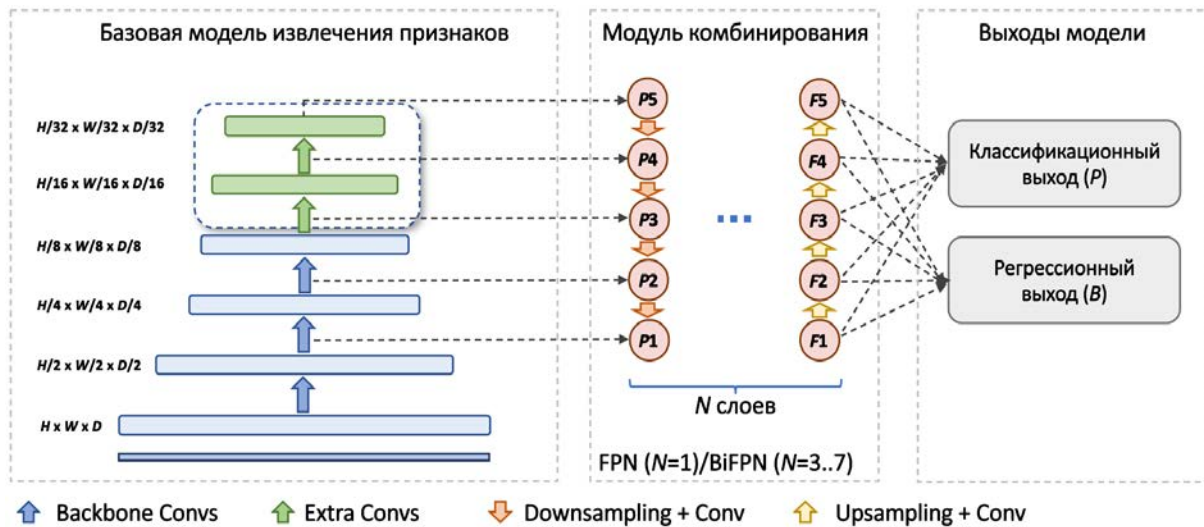 Базовая модель извлечения признаков
Модуль комбинирования
Выходы модели
H/32 x W/32 x D/32
H/16 x W/16 x D/16
H/8 x W/8 x D/8
H/4 x W/4 x D/4
H/2 x W/2 x D/2
H x W x D
P5
P4
P3
P2
P1
...
F5
F4
F3
F2
F1
N слоев
FPN (N=1)/BiFPN (N=3..7)
Классификационный
выход (P)
Регрессионный
выход (B)
Backbone Convs
Extra Convs
Downsampling + Conv
Upsampling + Conv